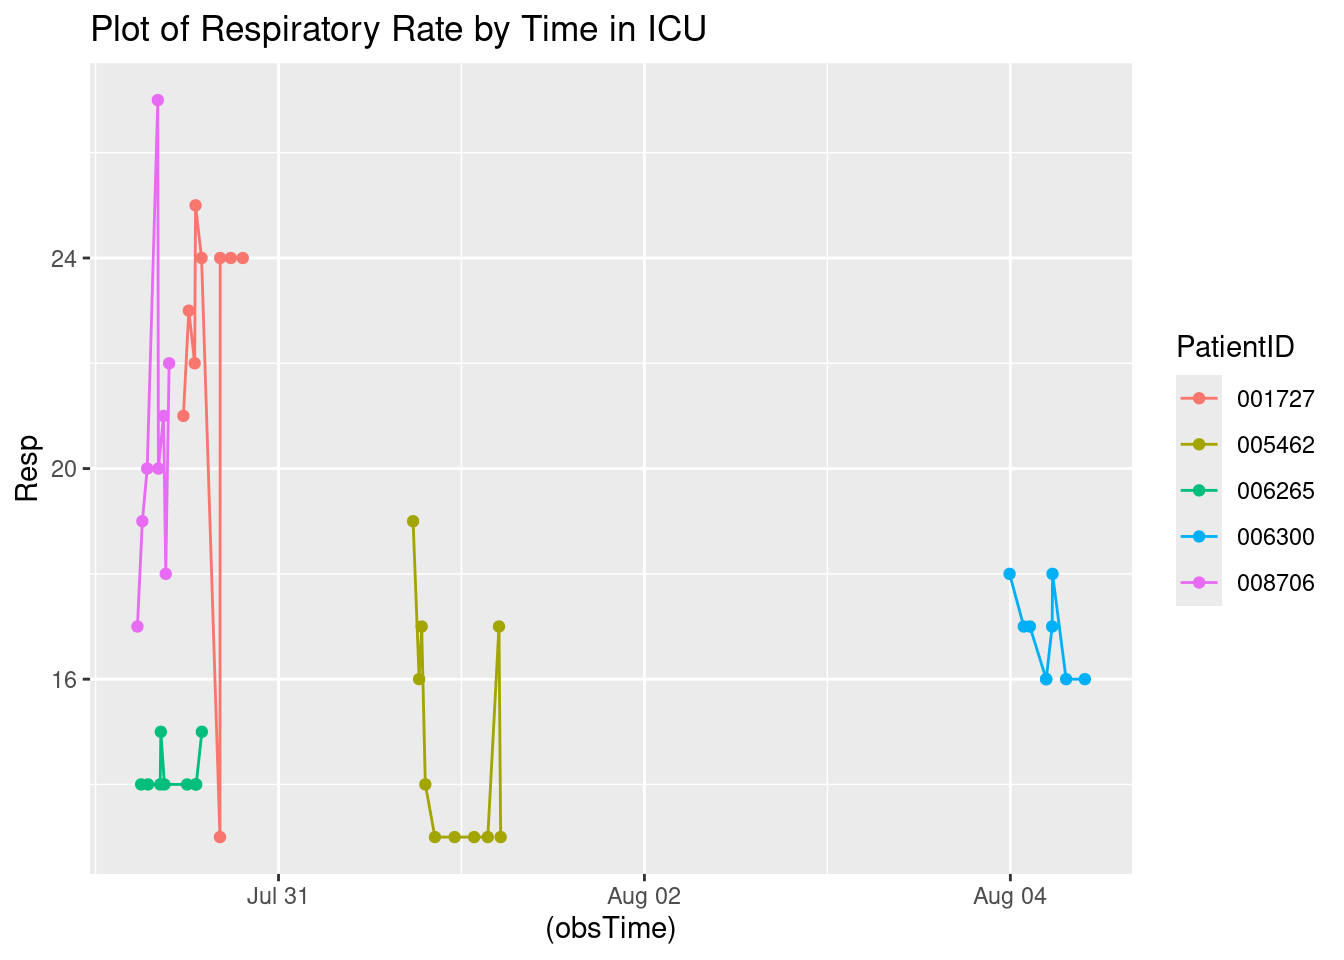 Plot of Respiratory Rate by Time in ICU
24
20
16
Resp
Jul 31
Aug 02
Aug 04
(obsTime)
PatientID
001727
005462
006265
006300
008706